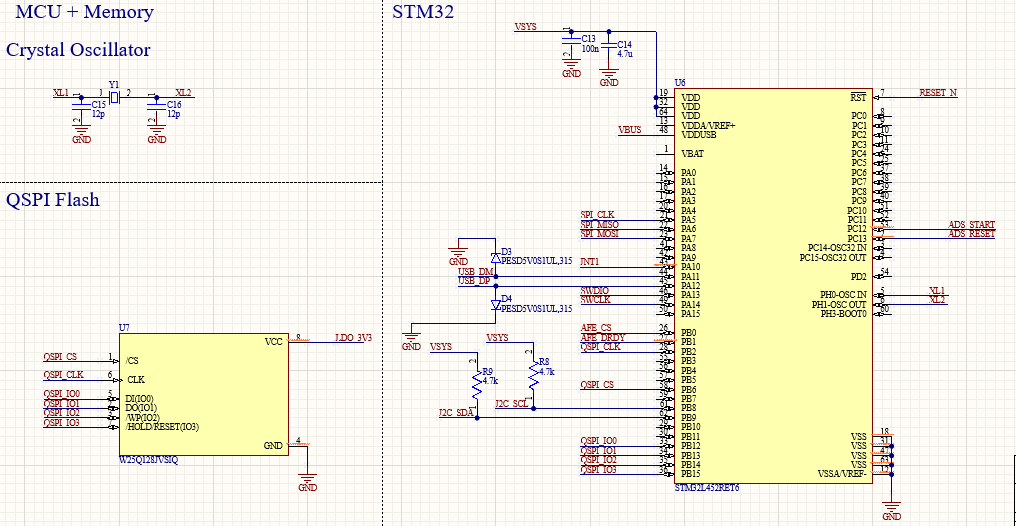 MCU + Memory
Crystal Oscillator
XL1
1
Y1
2
XL2
C15
12p
2
GND
C16
12p
2
GND
QSPI Flash
U7
VCC
8
LDO_3V3
QSPI_CS
1
/CS
QSPI_CLK
6
CLK
QSPI_IO0
5
DI(IO0)
QSPI_IO1
DO(IO1)
QSPI_IO2
/WP(IO2)
QSPI_IO3
/HOLD/RESET(IO3)
GND
4
W25Q128JVSIQ
GND
STM32
VSYS
C13
100n
2
GND
C14
4.7u
GND
U6
19
VDD
32
VDD
64
VDD
13
VDDA/VREF+
VBUS
48
VDDUSB
1
VBAT
14
PA0
PA1
PA2
PA3
PA4
SPI_CLK
PA5
SPI_MISO
PA6
SPI_MOSI
PA7
PA8
PA9
INT1
PA10
USB_DM
44
PA11
USB_DP
PA12
SWDIO
PA13
SWCLK
PA14
PA15
GND
D3
PESD5V0S1UL,315
D4
PESD5V0S1UL,315
GND
AFE_CS
26
PB0
AFE_DRDY
PB1
QSPI_CLK
PB2
PB3
PB4
PB5
QSPI_CS
PB6
PB7
I2C_SCL
PB8
I2C_SDA
PB9
PB10
PB11
QSPI_IO0
PB12
QSPI_IO1
PB13
QSPI_IO2
PB14
QSPI_IO3
PB15
VSYS
R9
4.7k
VSYS
R8
4.7k
RST
7
RESET_N
PC0
PC1
PC2
PC3
PC4
PC5
PC6
PC7
PC8
PC9
PC10
PC11
PC12
ADS_START
PC13
ADS_RESET
PC14-OSC32 IN
PC15-OSC32 OUT
PD2
54
PH0-OSC IN
5
XL1
PH1-OSC OUT
XL2
PH3-BOOT0
60
VSS
18
VSS
VSS
VSS
VSSA/VREF-
STM32L452RET6
GND